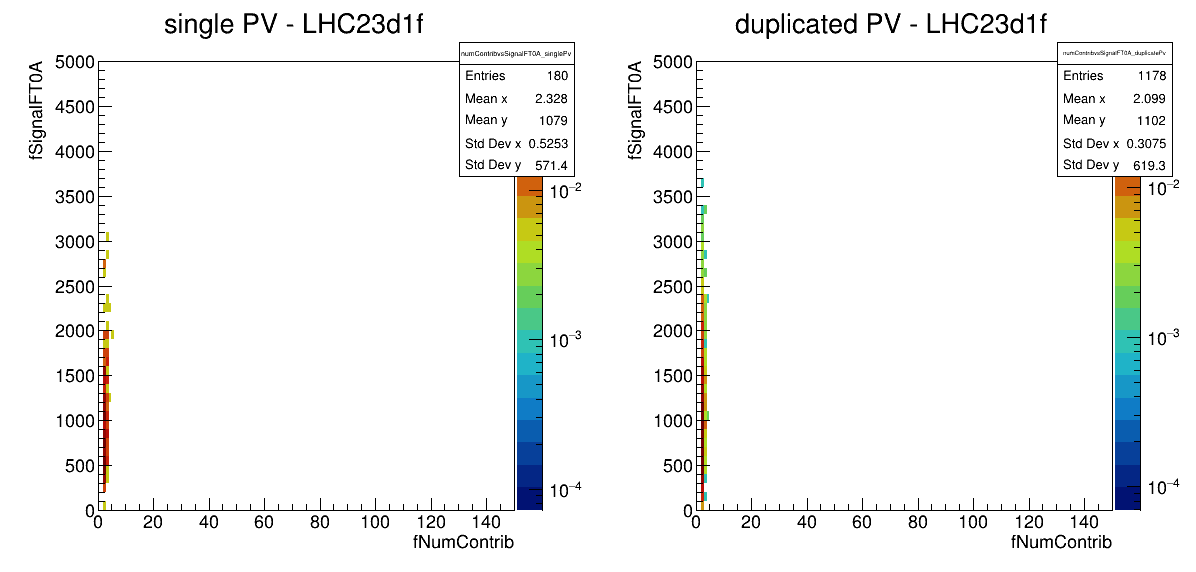 single PV - LHC23d1f
numContribvsSignalFT0A_singlePv
Entries 180
Mean x 2.328
Mean y 1079
Std Dev x 0.5253
Std Dev y 571.4
fSignalFT0A
5000
4500
4000
3500
3000
2500
2000
1500
1000
500
0
0 20 40 60 80 100 120 140
fNumContrib
10−2
10−3
10−4
duplicated PV - LHC23d1f
numContribvsSignalFT0A_duplicatePv
Entries 1178
Mean x 2.099
Mean y 1102
Std Dev x 0.3075
Std Dev y 619.3
fSignalFT0A
5000
4500
4000
3500
3000
2500
2000
1500
1000
500
0
0 20 40 60 80 100 120 140
fNumContrib
10−2
10−3
10−4